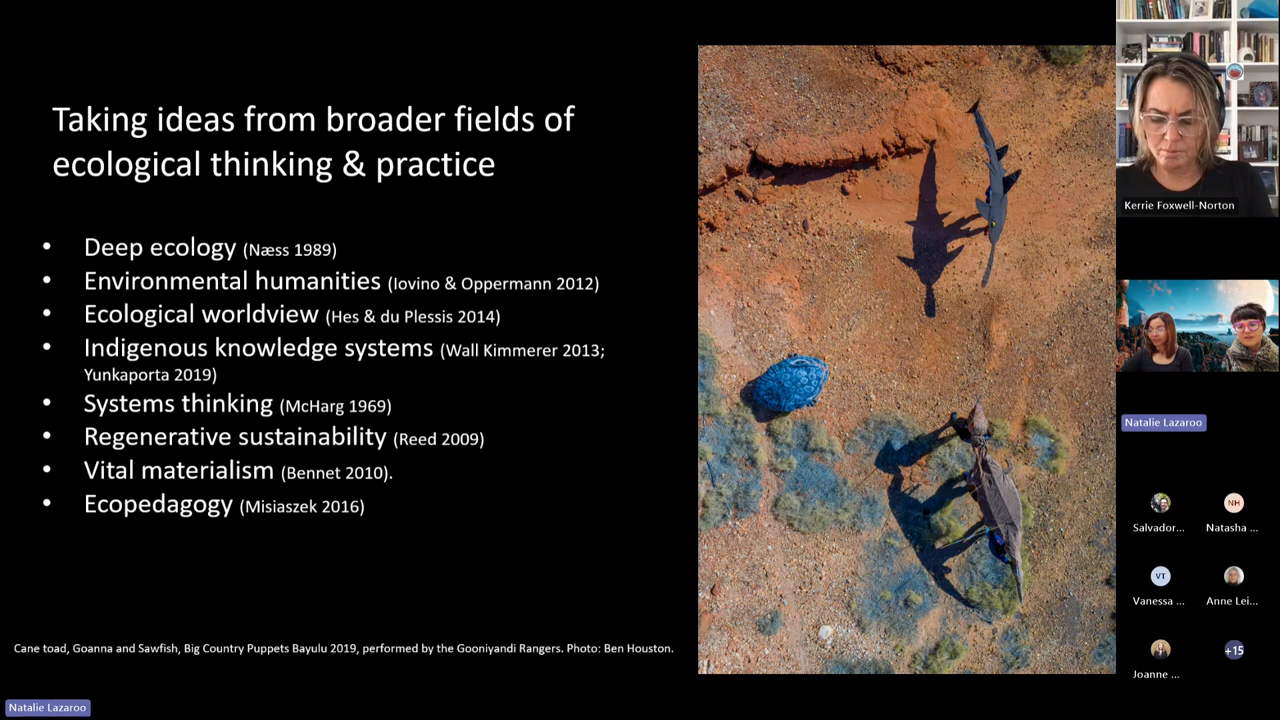 Taking ideas from broader fields of
ecological thinking & practice
• Deep ecology (Næss 1989)
• Environmental humanities (Iovino & Oppermann 2012)
• Ecological worldview (Hes & du Plessis 2014)
• Indigenous knowledge systems (Wall Kimmerer 2013;
Yunkaporta 2019)
• Systems thinking (McHarg 1969)
• Regenerative sustainability (Reed 2009)
• Vital materialism (Bennet 2010).
• Ecopedagogy (Misiaszek 2016)
Cane toad, Goanna and Sawfish, Big Country Puppets Bayulu 2019, performed by the Gooniyandi Rangers. Photo: Ben Houston.
Natalie Lazaroo
Kerrie Foxwell-Norton
Natalie Lazaroo
NH
Salvador... Natasha ...
VT
Vanessa ... Anne Lei...
+15
Joanne ...